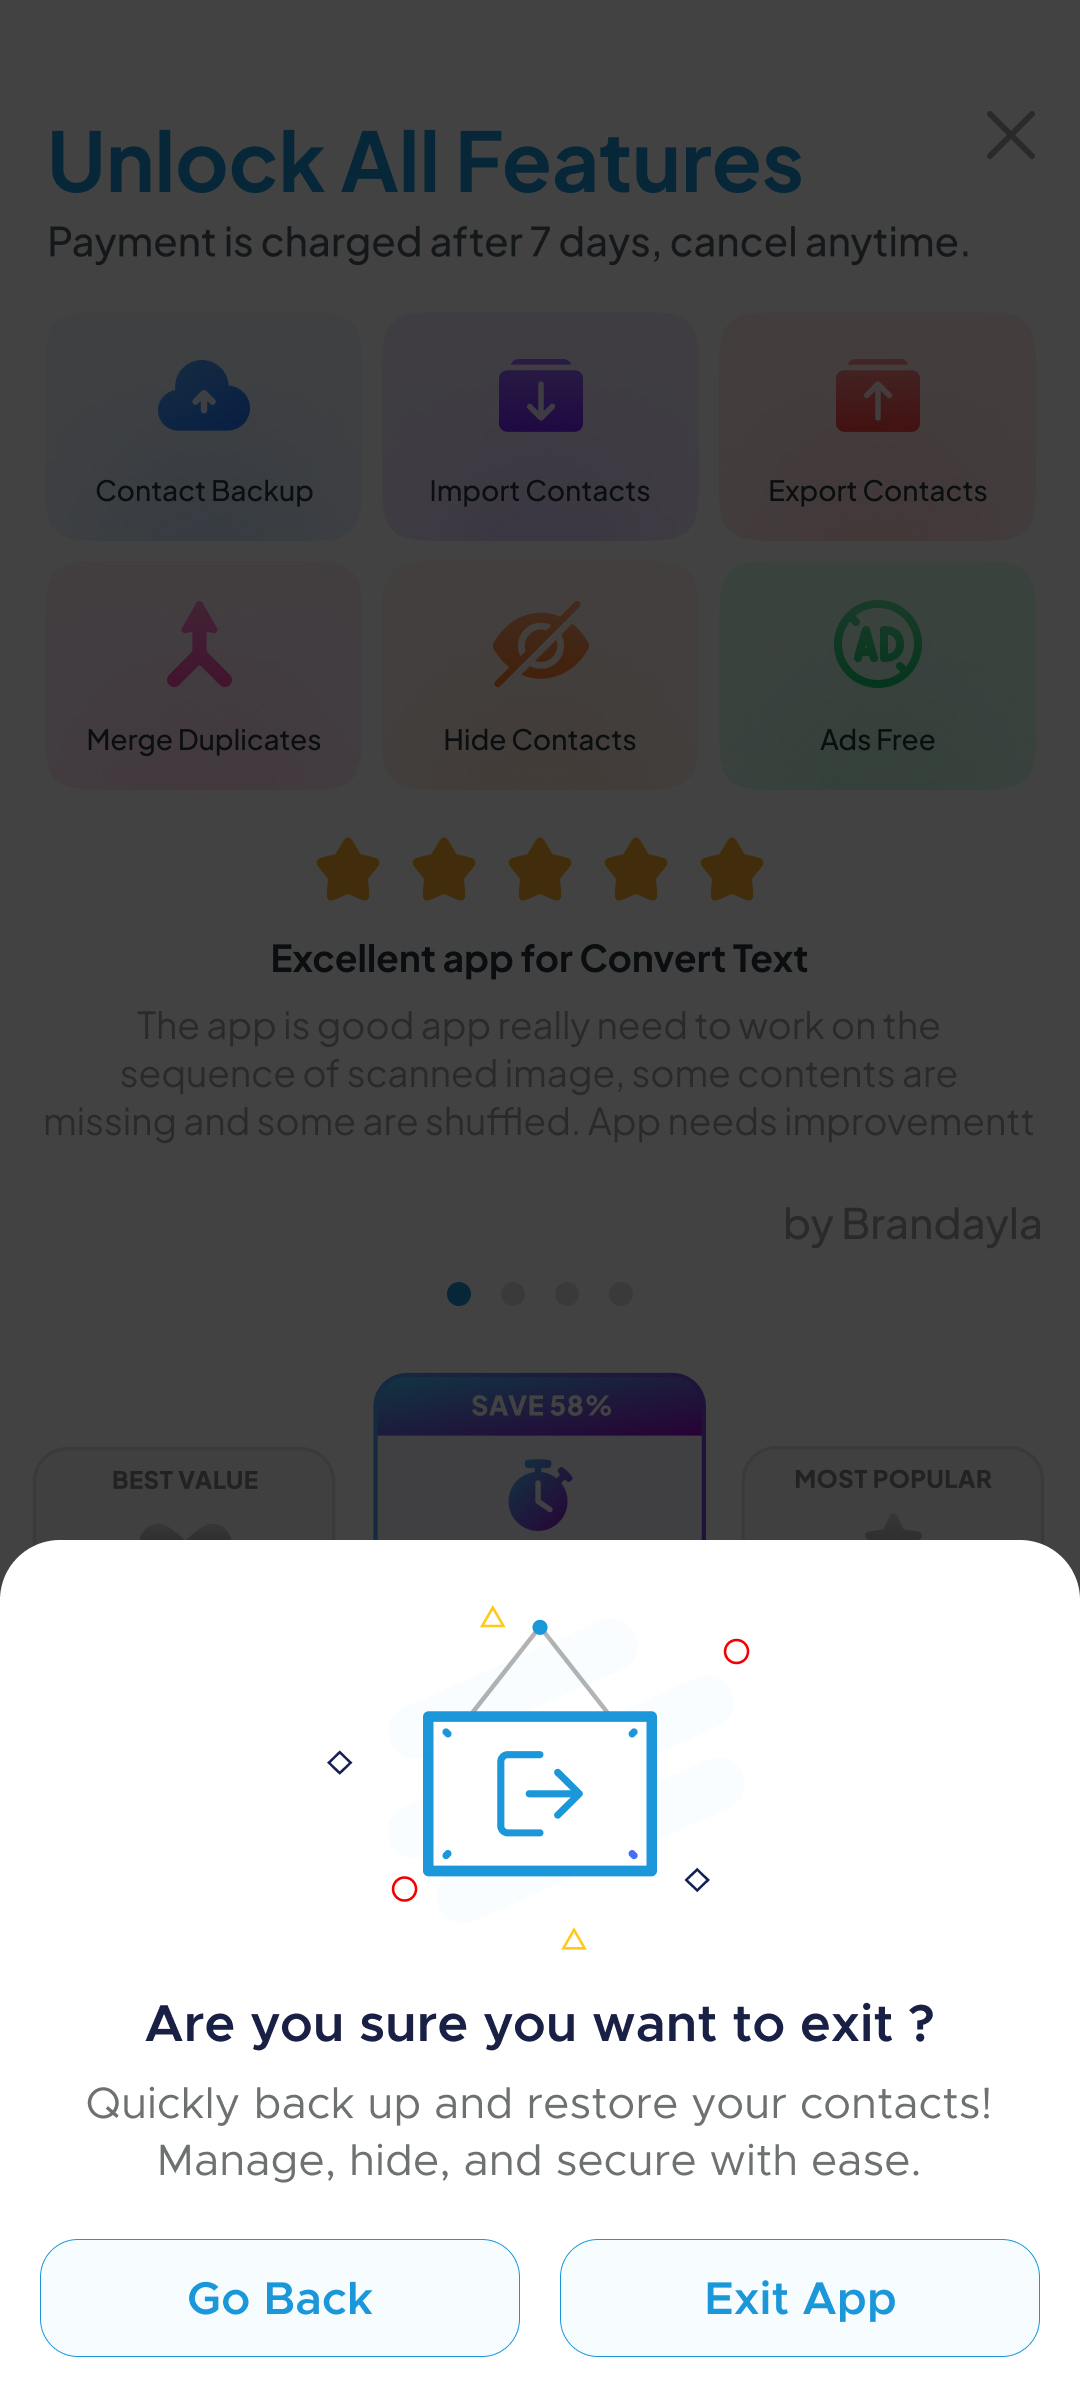 Unlock All Features
Payment is charged after 7 days, cancel anytime.
Contact Backup
Import Contacts
Export Contacts
Merge Duplicates
Hide Contacts
AD
Ads Free
Excellent app for Convert Text
The app is good app really need to work on the
sequence of scanned image, some contents are
missing and some are shuffled. App needs improvementt
by Brandayla
SAVE 58%
BEST VALUE
MOST POPULAR
Are you sure you want to exit ?
Quickly back up and restore your contacts!
Manage, hide, and secure with ease.
Go Back
Exit App